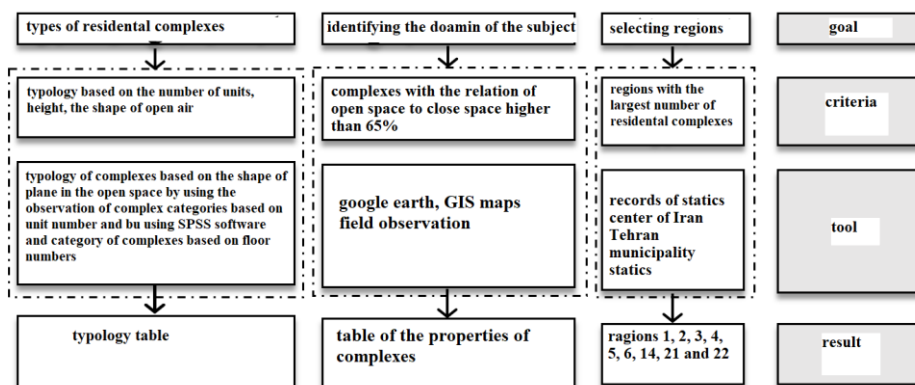 types of residental complexes
identifying the doamin of the subject
selecting regions
goal
typology based on the number of units,
height, the shape of open air
complexes with the relation of
open space to close space higher
than 65%
regions with the
largest number of
residental complexes
criteria
typology of complexes based on the shape of
plane in the open space by using the
observation of complex categories based on
unit number and bu using SPSS software
and category of complexes based on floor
numbers
google earth, GIS maps
field observation
records of statics
center of Iran
Tehran
municipality
statics
tool
typology table
table of the properties of
complexes
ragions 1, 2, 3, 4,
5, 6, 14, 21 and 22
result